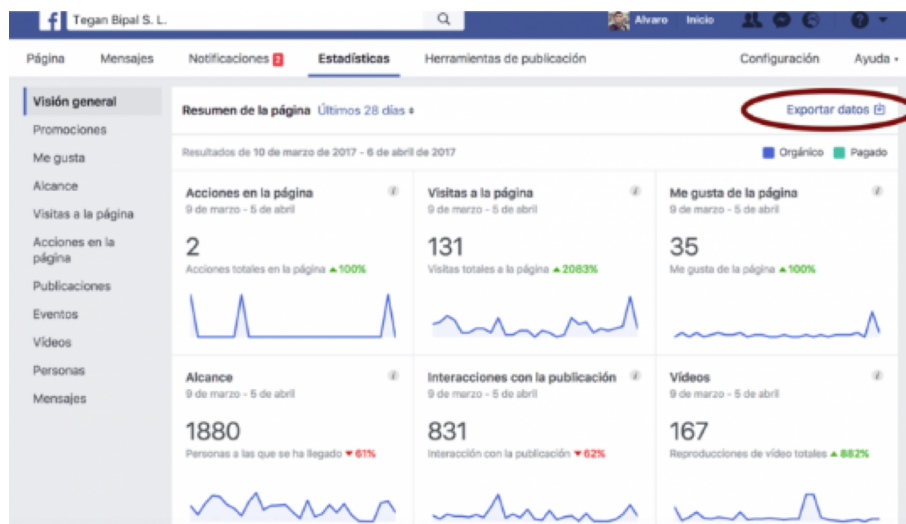 f Tegan Bipal S. L. Alvaro Inicio
Página Mensajes Notificaciones 2 Estadísticas Herramientas de publicación Configuración Ayuda
Visión general
Promociones
Me gusta
Alcance
Visitas a la página
Acciones en la
página
Publicaciones
Eventos
Vídeos
Personas
Mensajes
Resumen de la página Últimos 28 días
Exportar datos
Resultados de 10 de marzo de 2017 - 6 de abril de 2017
Orgánico Pagado
Acciones en la página
9 de marzo - 5 de abril
2
Acciones totales en la página ▲100%
Visitas a la página
9 de marzo - 5 de abril
131
Visitas totales a la página ▲2083%
Me gusta de la página
9 de marzo - 5 de abril
35
Me gusta de la página ▲100%
Alcance
9 de marzo - 5 de abril
1880
Personas a las que se ha llegado ▼61%
Interacciones con la publicación
9 de marzo - 5 de abril
831
Interacción con la publicación ▼62%
Vídeos
9 de marzo - 5 de abril
167
Reproducciones de vídeo totales ▲882%